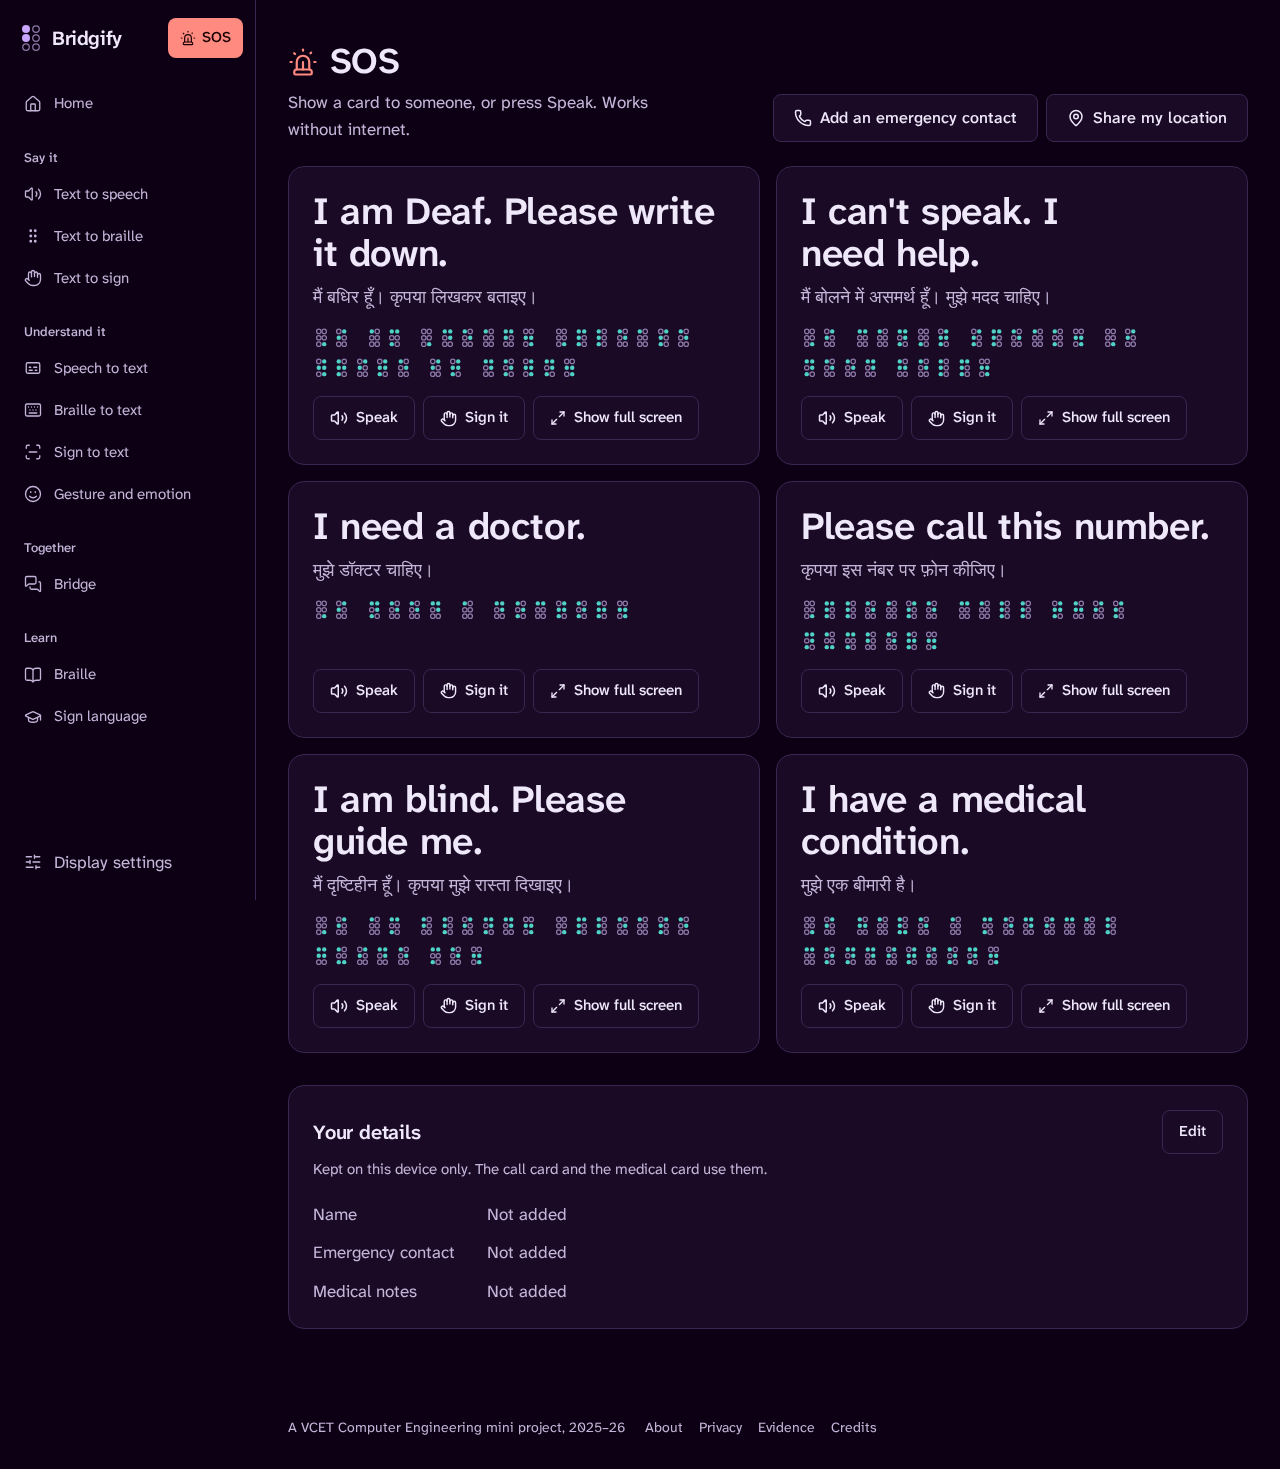 Bridgify
SOS
Home
Say it
Text to speech
Text to braille
Text to sign
Understand it
Speech to text
Braille to text
Sign to text
Gesture and emotion
Together
Bridge
Learn
Braille
Sign language
Display settings
SOS
Show a card to someone, or press Speak. Works
without internet.
Add an emergency contact
Share my location
I am Deaf. Please write
it down.
मैं बधिर हूँ। कृपया लिखकर बताइए।
⠠⠊ ⠁⠍ ⠠⠙⠑⠁⠋⠲ ⠠⠏⠇⠑⠁⠎⠑
⠺⠗⠊⠞⠑ ⠊⠞ ⠙⠕⠺⠝⠲
Speak
Sign it
Show full screen
I can't speak. I
need help.
मैं बोलने में असमर्थ हूँ। मुझे मदद चाहिए।
⠠⠊ ⠉⠁⠝⠄⠞ ⠎⠏⠑⠁⠅⠲ ⠠⠊
⠝⠑⠑⠙ ⠓⠑⠇⠏⠲
Speak
Sign it
Show full screen
I need a doctor.
मुझे डॉक्टर चाहिए।
⠠⠊ ⠝⠑⠑⠙ ⠁ ⠙⠕⠉⠞⠕⠗⠲
Speak
Sign it
Show full screen
Please call this number.
कृपया इस नंबर पर फ़ोन कीजिए।
⠠⠏⠇⠑⠁⠎⠑ ⠉⠁⠇⠇ ⠞⠓⠊⠎
⠝⠥⠍⠃⠑⠗⠲
Speak
Sign it
Show full screen
I am blind. Please
guide me.
मैं दृष्टिहीन हूँ। कृपया मुझे रास्ता दिखाइए।
⠠⠊ ⠁⠍ ⠃⠇⠊⠝⠙⠲ ⠠⠏⠇⠑⠁⠎⠑
⠛⠥⠊⠙⠑ ⠍⠑⠲
Speak
Sign it
Show full screen
I have a medical
condition.
मुझे एक बीमारी है।
⠠⠊ ⠓⠁⠧⠑ ⠁ ⠍⠑⠙⠊⠉⠁⠇
⠉⠕⠝⠙⠊⠞⠊⠕⠝⠲
Speak
Sign it
Show full screen
Your details
Edit
Kept on this device only. The call card and the medical card use them.
Name Not added
Emergency contact Not added
Medical notes Not added
A VCET Computer Engineering mini project, 2025–26 About Privacy Evidence Credits